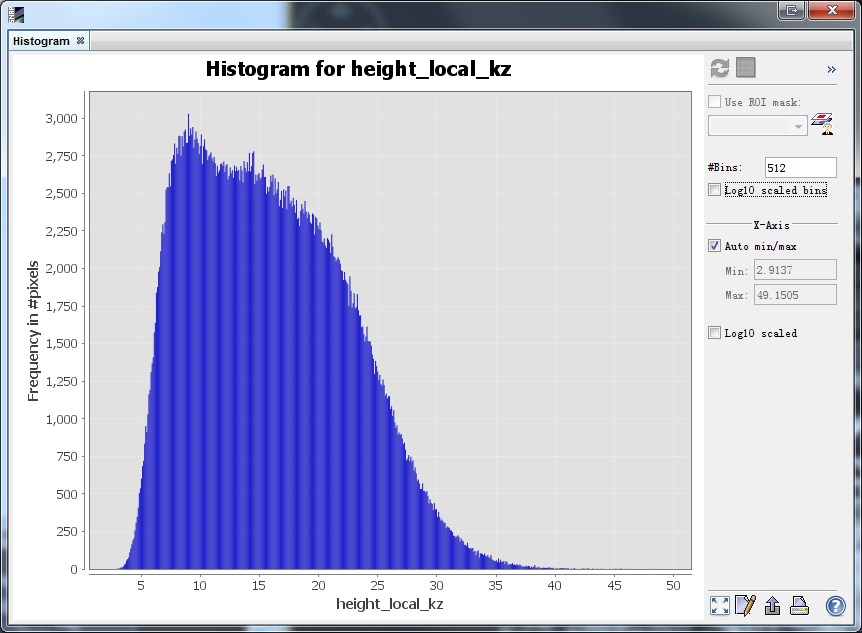 Histogram
Histogram for height_local_kz
Frequency in #pixels
3,000
2,750
2,500
2,250
2,000
1,750
1,500
1,250
1,000
750
500
250
0
5 10 15 20 25 30 35 40 45 50
height_local_kz
»
Use ROI mask:
#Bins: 512
Log10 scaled bins
X-Axis
Auto min/max
Min: 2.9137
Max: 49.1505
Log10 scaled
?